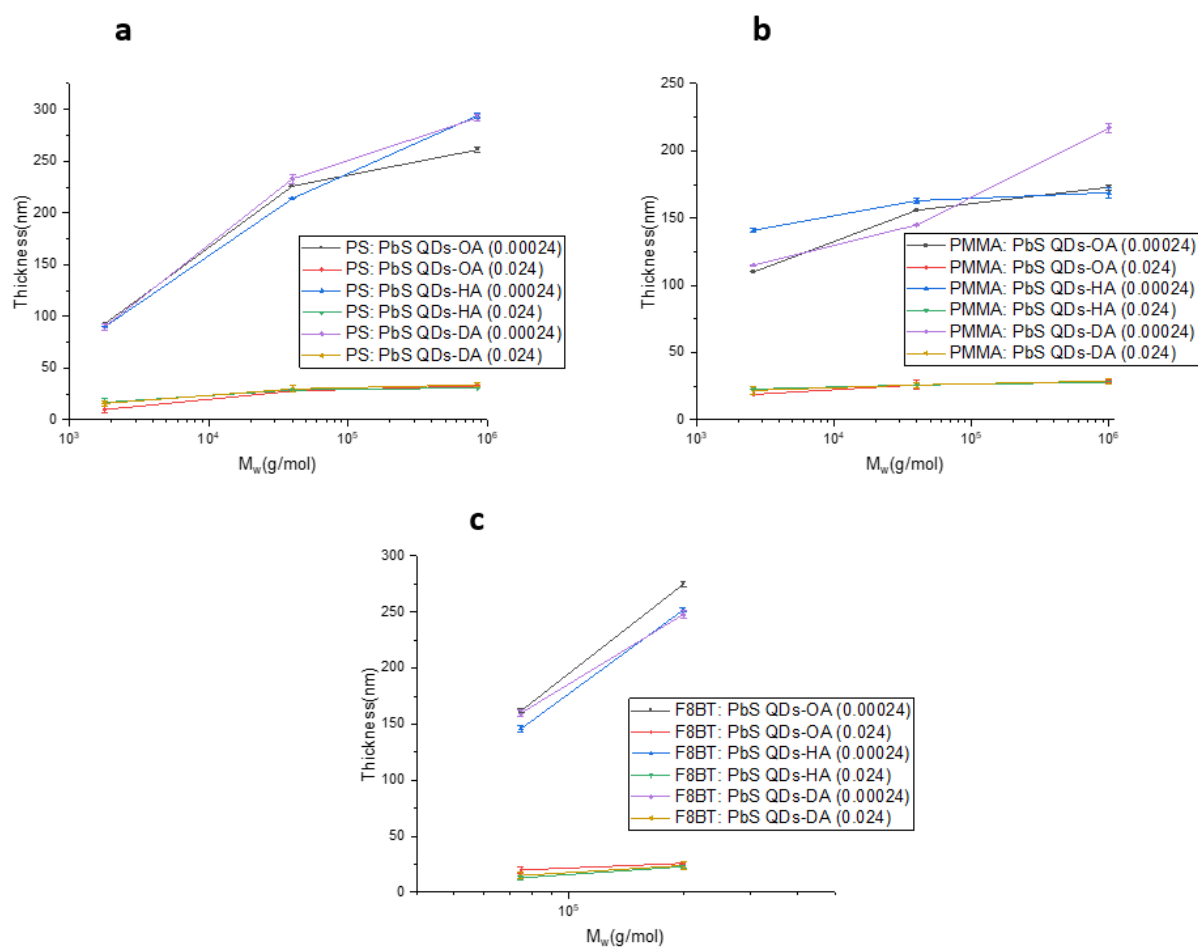 a
300
250
200
150
100
50
0
Thickness(nm)
PS: PbS QDs-OA (0.00024)
PS: PbS QDs-OA (0.024)
PS: PbS QDs-HA (0.00024)
PS: PbS QDs-HA (0.024)
PS: PbS QDs-DA (0.00024)
PS: PbS QDs-DA (0.024)
10³ 10⁴ 10⁵ 10⁶
M_w(g/mol)
b
250
200
150
100
50
0
Thickness(nm)
PMMA: PbS QDs-OA (0.00024)
PMMA: PbS QDs-OA (0.024)
PMMA: PbS QDs-HA (0.00024)
PMMA: PbS QDs-HA (0.024)
PMMA: PbS QDs-DA (0.00024)
PMMA: PbS QDs-DA (0.024)
10³ 10⁴ 10⁵ 10⁶
M_w(g/mol)
c
300
250
200
150
100
50
0
Thickness(nm)
F8BT: PbS QDs-OA (0.00024)
F8BT: PbS QDs-OA (0.024)
F8BT: PbS QDs-HA (0.00024)
F8BT: PbS QDs-HA (0.024)
F8BT: PbS QDs-DA (0.00024)
F8BT: PbS QDs-DA (0.024)
10⁵
M_w(g/mol)